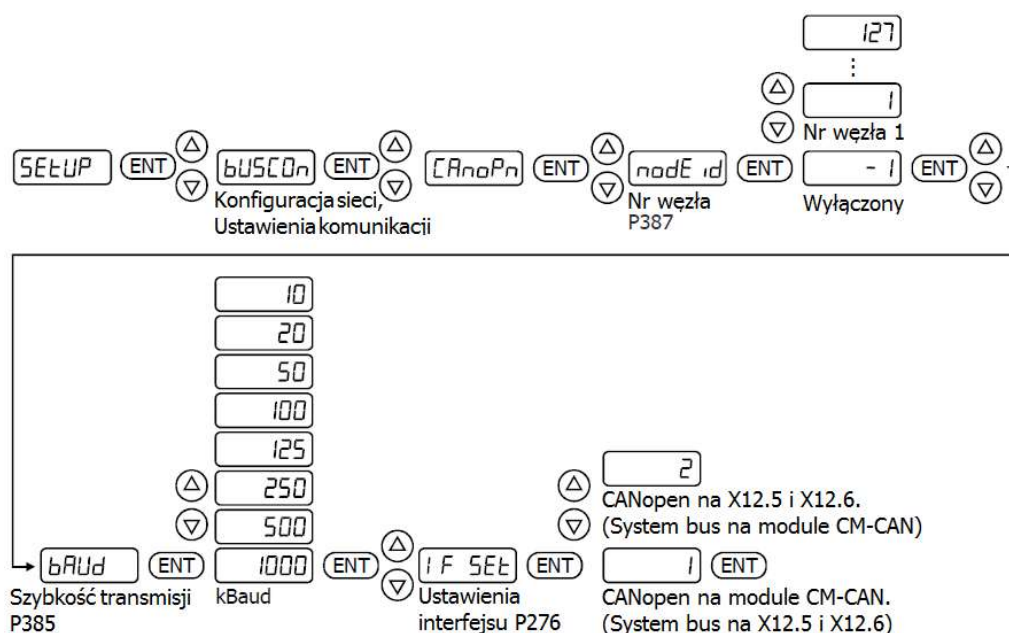 127
1
Nr węzła 1
SEtUP ENT bUSCOn ENT CAnoPn ENT nodE id ENT - 1 ENT
Konfiguracja sieci,
Ustawienia komunikacji
Nr węzła
P387
Wyłączony
10
20
50
100
125
250
500
2
CANopen na X12.5 i X12.6.
(System bus na module CM-CAN)
bAUd ENT 1000 ENT IF SEt ENT 1 ENT
Szybkość transmisji
P385
kBaud
Ustawienia
interfejsu P276
CANopen na module CM-CAN.
(System bus na X12.5 i X12.6)